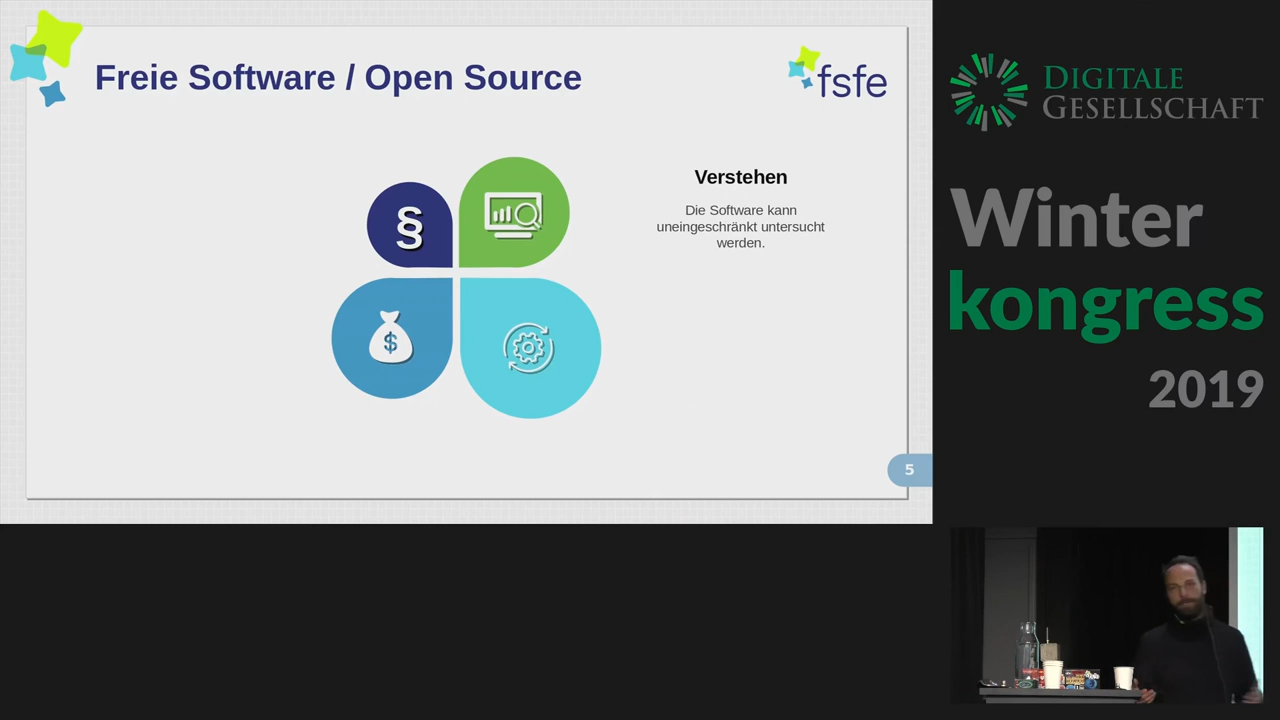 Freie Software / Open Source
fsfe
§
$
Verstehen
Die Software kann
uneingeschränkt untersucht
werden.
5
DIGITALE
GESELLSCHAFT
Winter
kongress
2019